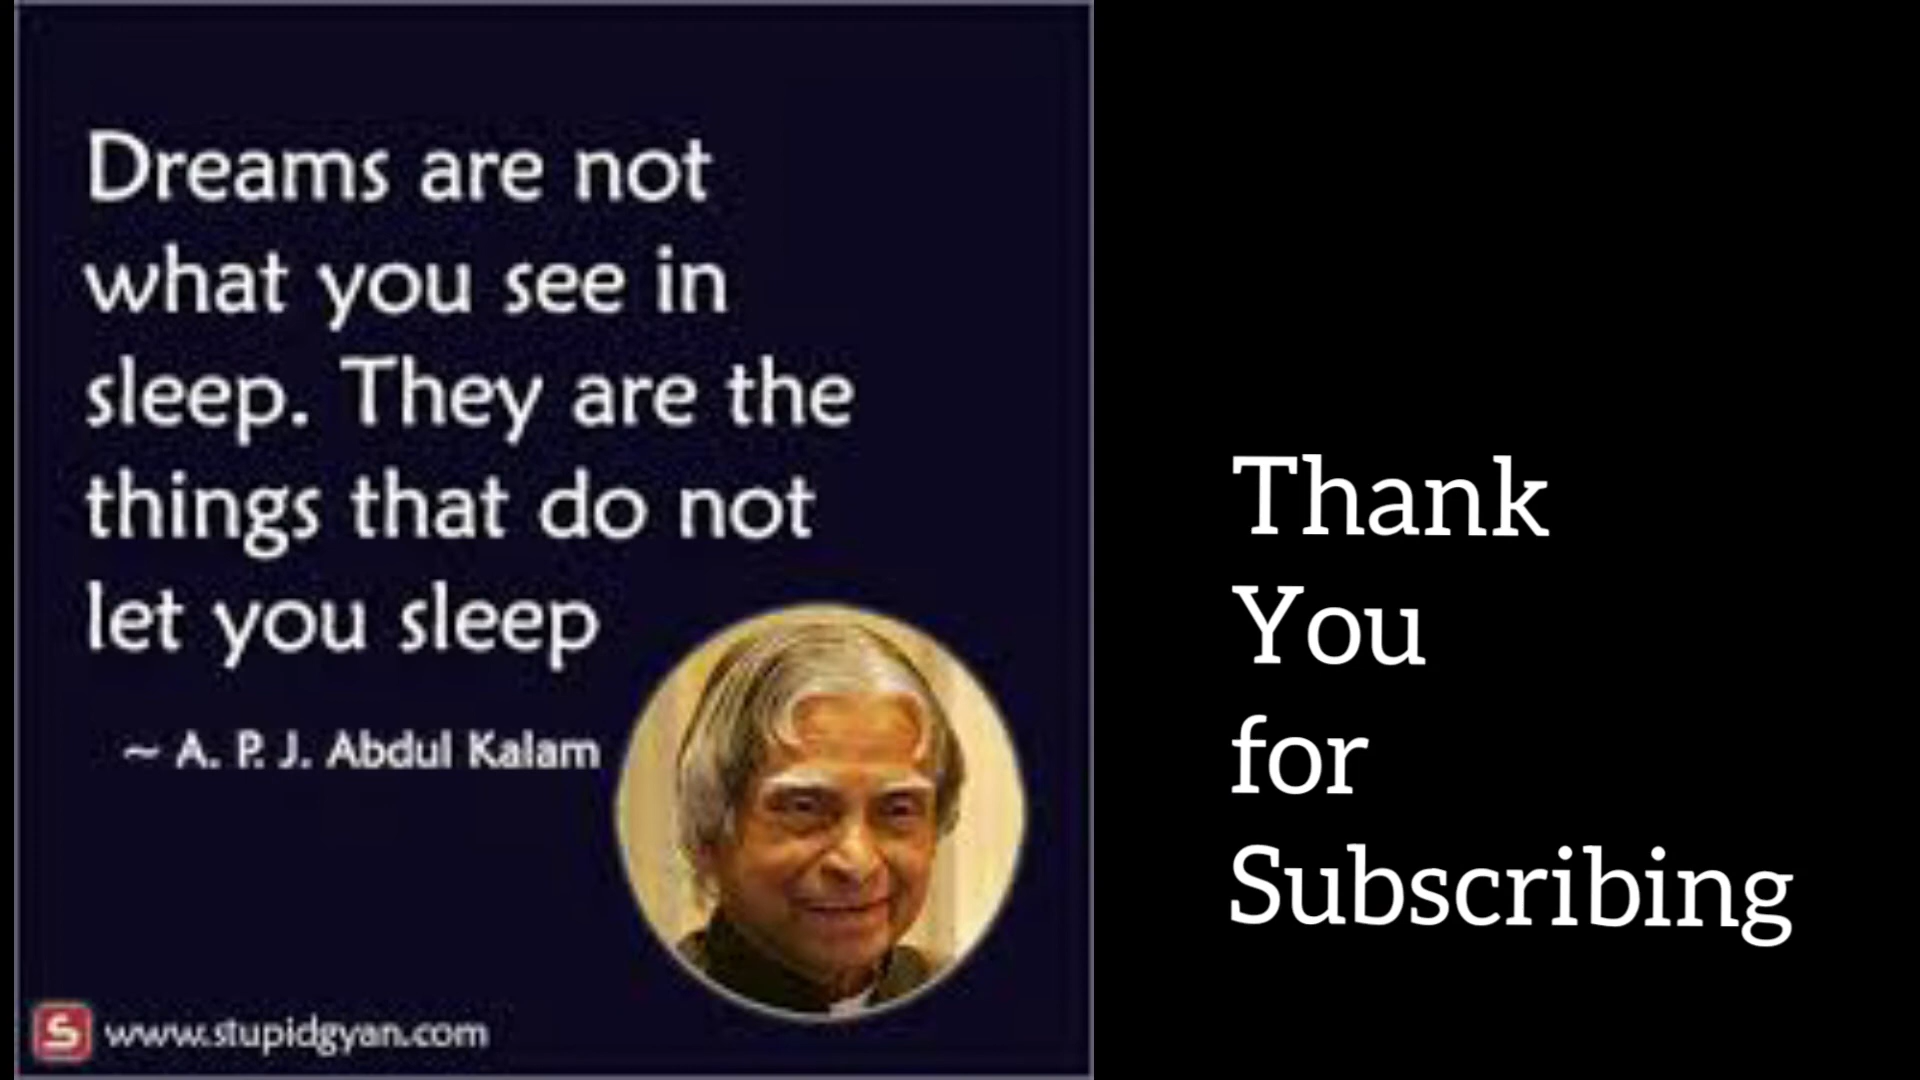 Dreams are not
what you see in
sleep. They are the
things that do not
let you sleep
~ A. P. J. Abdul Kalam
S www.stupidgyan.com
Thank
You
for
Subscribing